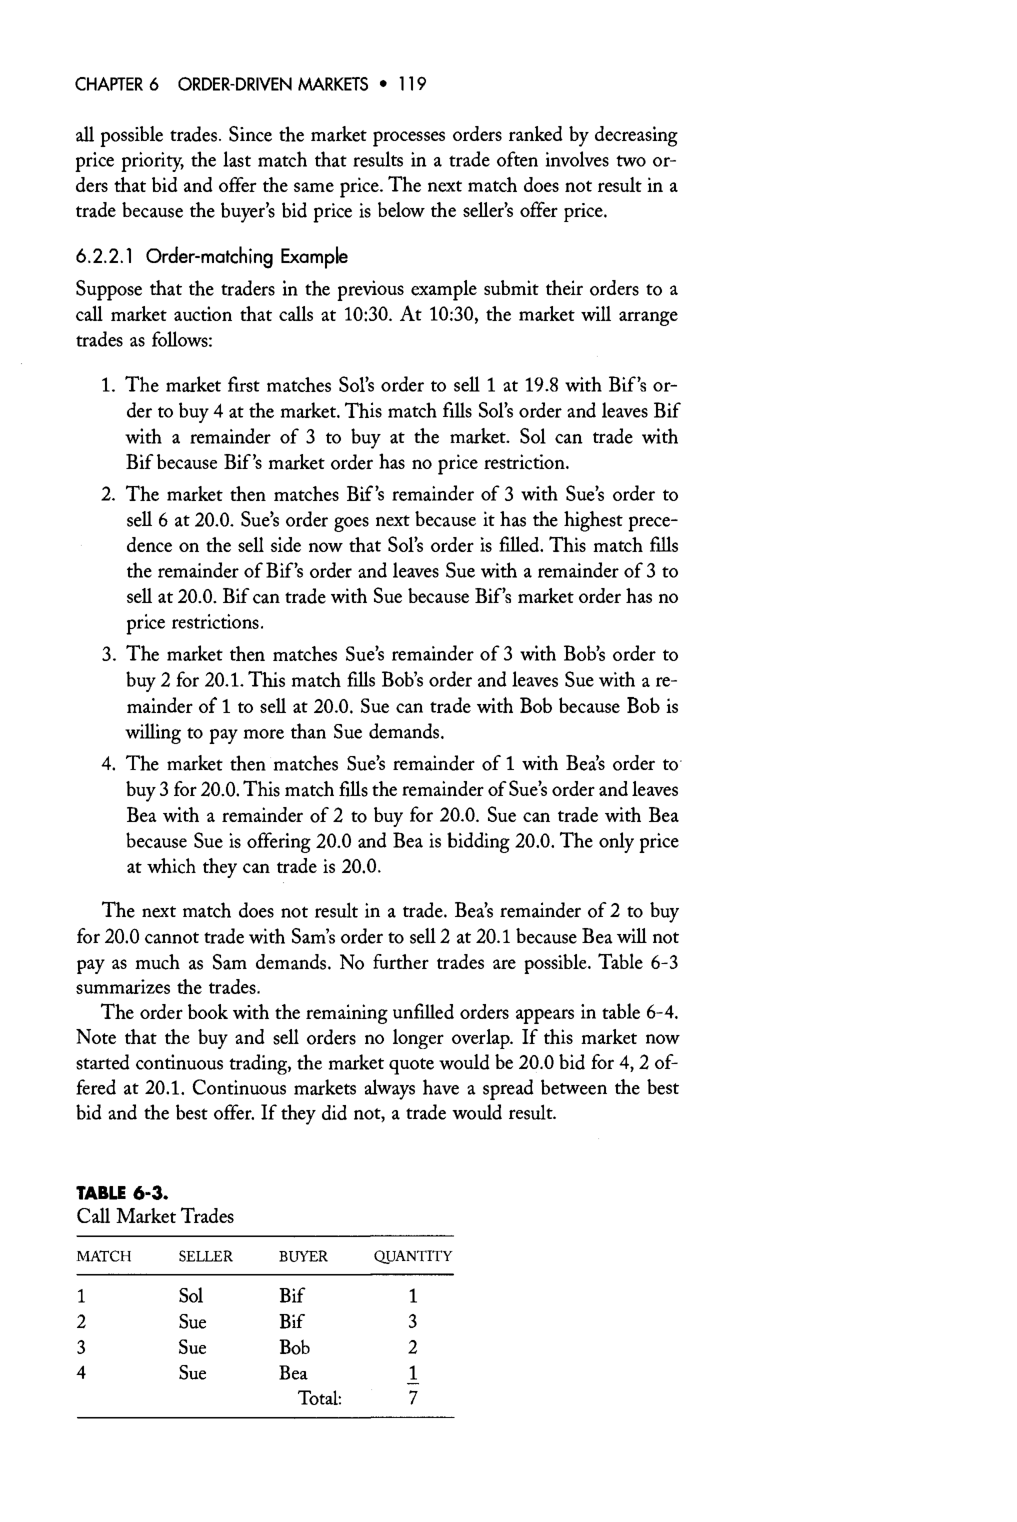 CHAPTER 6 ORDER-DRIVEN MARKETS • 119
all possible trades. Since the market processes orders ranked by decreasing
price priority, the last match that results in a trade often involves two or-
ders that bid and offer the same price. The next match does not result in a
trade because the buyer's bid price is below the seller's offer price.
6.2.2.1 Order-matching Example
Suppose that the traders in the previous example submit their orders to a
call market auction that calls at 10:30. At 10:30, the market will arrange
trades as follows:
1. The market first matches Sol's order to sell 1 at 19.8 with Bif's or-
der to buy 4 at the market. This match fills Sol's order and leaves Bif
with a remainder of 3 to buy at the market. Sol can trade with
Bif because Bif's market order has no price restriction.
2. The market then matches Bif's remainder of 3 with Sue's order to
sell 6 at 20.0. Sue's order goes next because it has the highest prece-
dence on the sell side now that Sol's order is filled. This match fills
the remainder of Bif's order and leaves Sue with a remainder of 3 to
sell at 20.0. Bif can trade with Sue because Bif's market order has no
price restrictions.
3. The market then matches Sue's remainder of 3 with Bob's order to
buy 2 for 20.1. This match fills Bob's order and leaves Sue with a re-
mainder of 1 to sell at 20.0. Sue can trade with Bob because Bob is
willing to pay more than Sue demands.
4. The market then matches Sue's remainder of 1 with Bea's order to
buy 3 for 20.0. This match fills the remainder of Sue's order and leaves
Bea with a remainder of 2 to buy for 20.0. Sue can trade with Bea
because Sue is offering 20.0 and Bea is bidding 20.0. The only price
at which they can trade is 20.0.
The next match does not result in a trade. Bea's remainder of 2 to buy
for 20.0 cannot trade with Sam's order to sell 2 at 20.1 because Bea will not
pay as much as Sam demands. No further trades are possible. Table 6-3
summarizes the trades.
The order book with the remaining unfilled orders appears in table 6-4.
Note that the buy and sell orders no longer overlap. If this market now
started continuous trading, the market quote would be 20.0 bid for 4, 2 of-
fered at 20.1. Continuous markets always have a spread between the best
bid and the best offer. If they did not, a trade would result.
TABLE 6-3.
Call Market Trades
MATCH SELLER BUYER QUANTITY
1 Sol Bif 1
2 Sue Bif 3
3 Sue Bob 2
4 Sue Bea 1
Total: 7